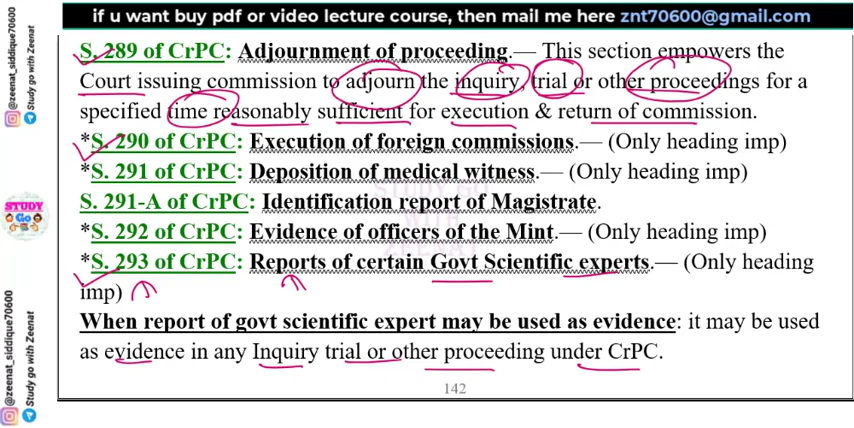 if u want buy pdf or video lecture course, then mail me here znt70600@gmail.com
S. 289 of CrPC: Adjournment of proceeding.— This section empowers the
Court issuing commission to adjourn the inquiry, trial or other proceedings for a
specified time reasonably sufficient for execution & return of commission.
*S. 290 of CrPC: Execution of foreign commissions.— (Only heading imp)
*S. 291 of CrPC: Deposition of medical witness.— (Only heading imp)
S. 291-A of CrPC: Identification report of Magistrate.
*S. 292 of CrPC: Evidence of officers of the Mint.— (Only heading imp)
*S. 293 of CrPC: Reports of certain Govt Scientific experts.— (Only heading
imp)
When report of govt scientific expert may be used as evidence: it may be used
as evidence in any Inquiry trial or other proceeding under CrPC.
142
STUDY GO
WITH
ZEENAT
@zeenat_siddique70600
Study go with Zeenat
STUDY
Go
@zeenat_siddique70600
Study go with Zeenat